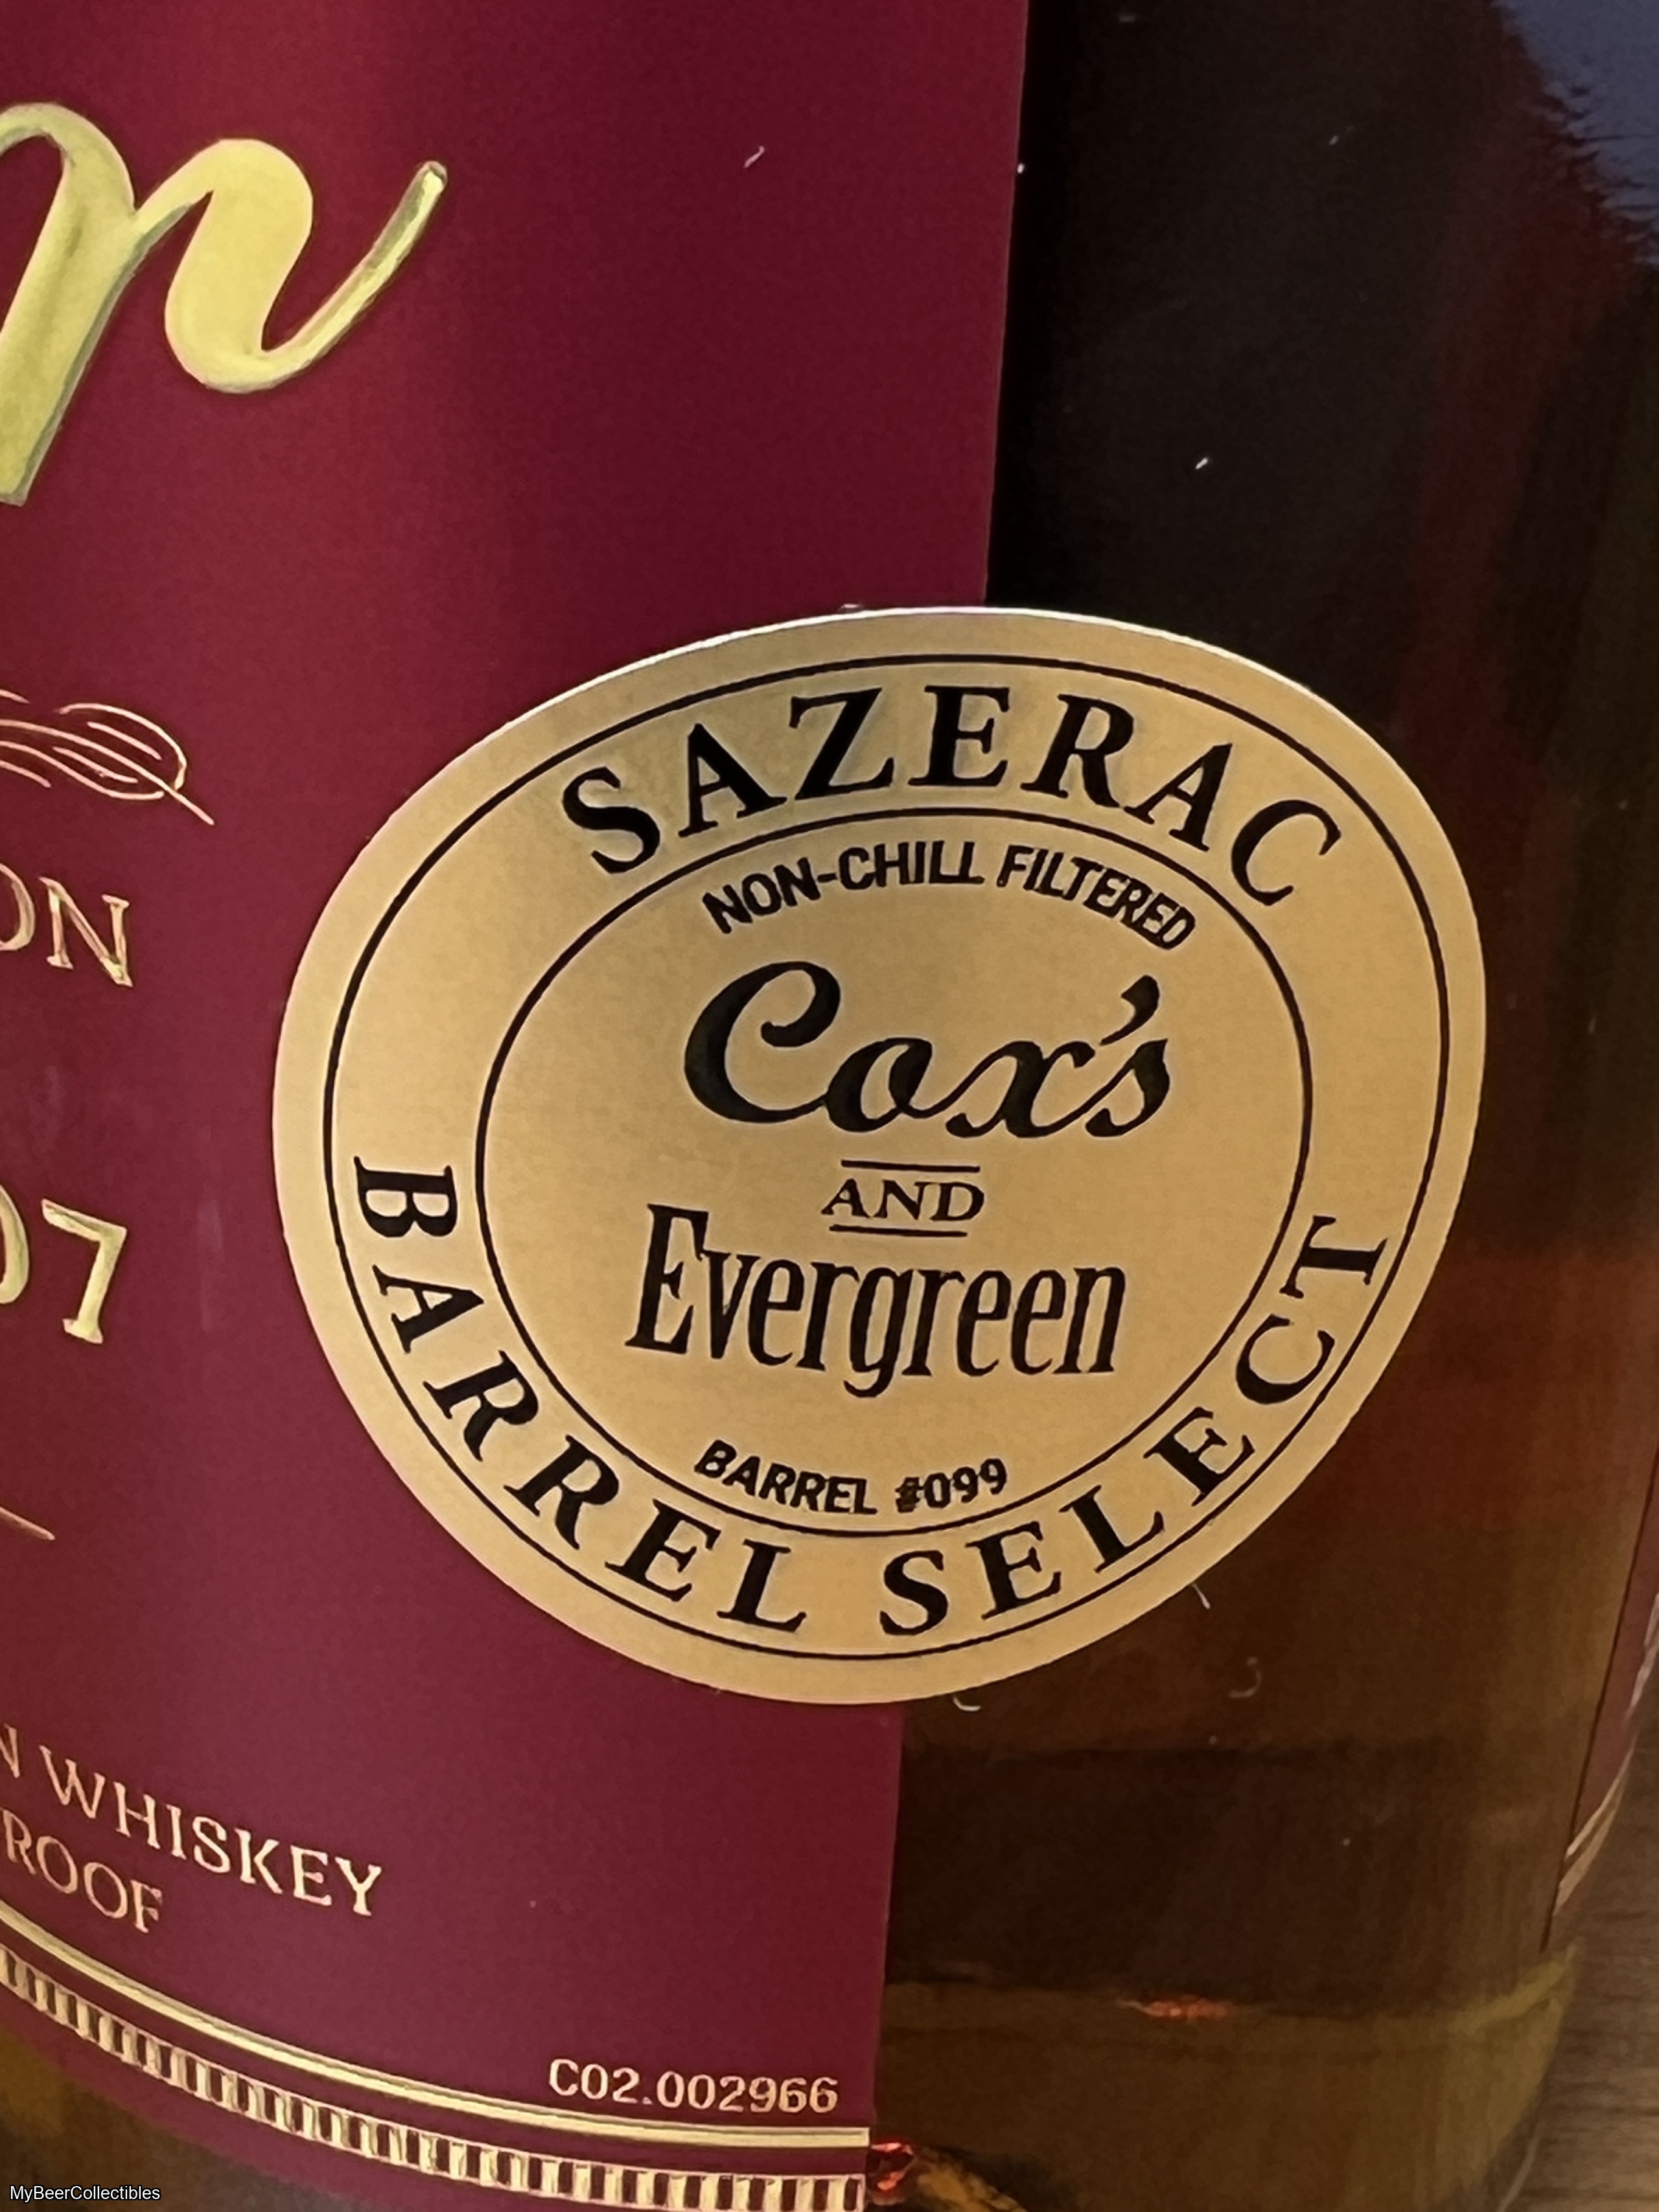 SAZERAC
NON-CHILL FILTERED
Cox's
AND
Evergreen
BARREL #099
BARREL SELECT
ON
07
N WHISKEY
ROOF
C02.002966
MyBeerCollectibles